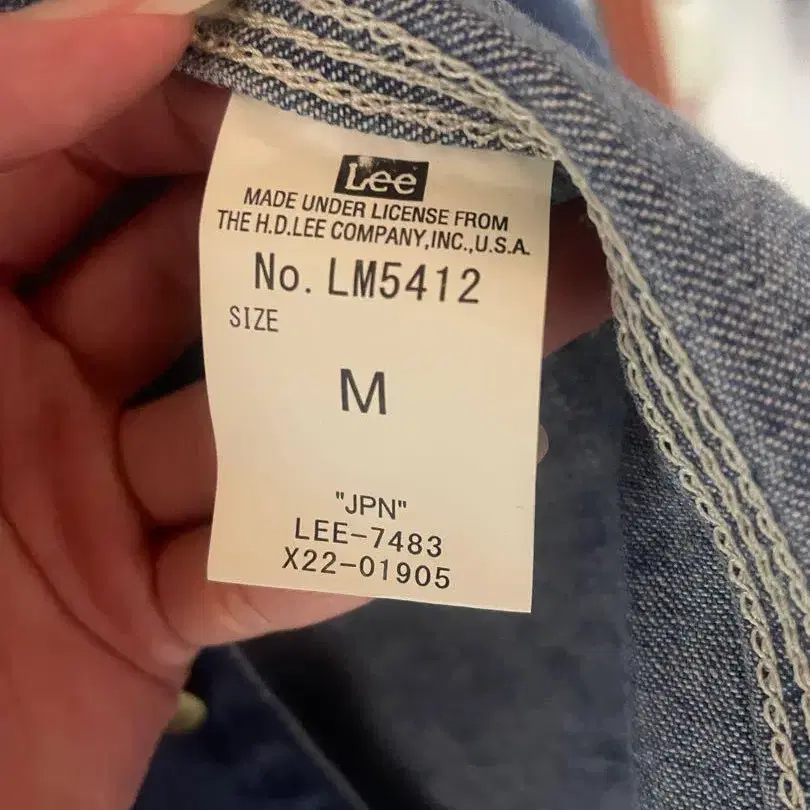 Lee
MADE UNDER LICENSE FROM
THE H.D.LEE COMPANY,INC.,U.S.A.
No. LM5412
SIZE
M
"JPN"
LEE-7483
X22-01905